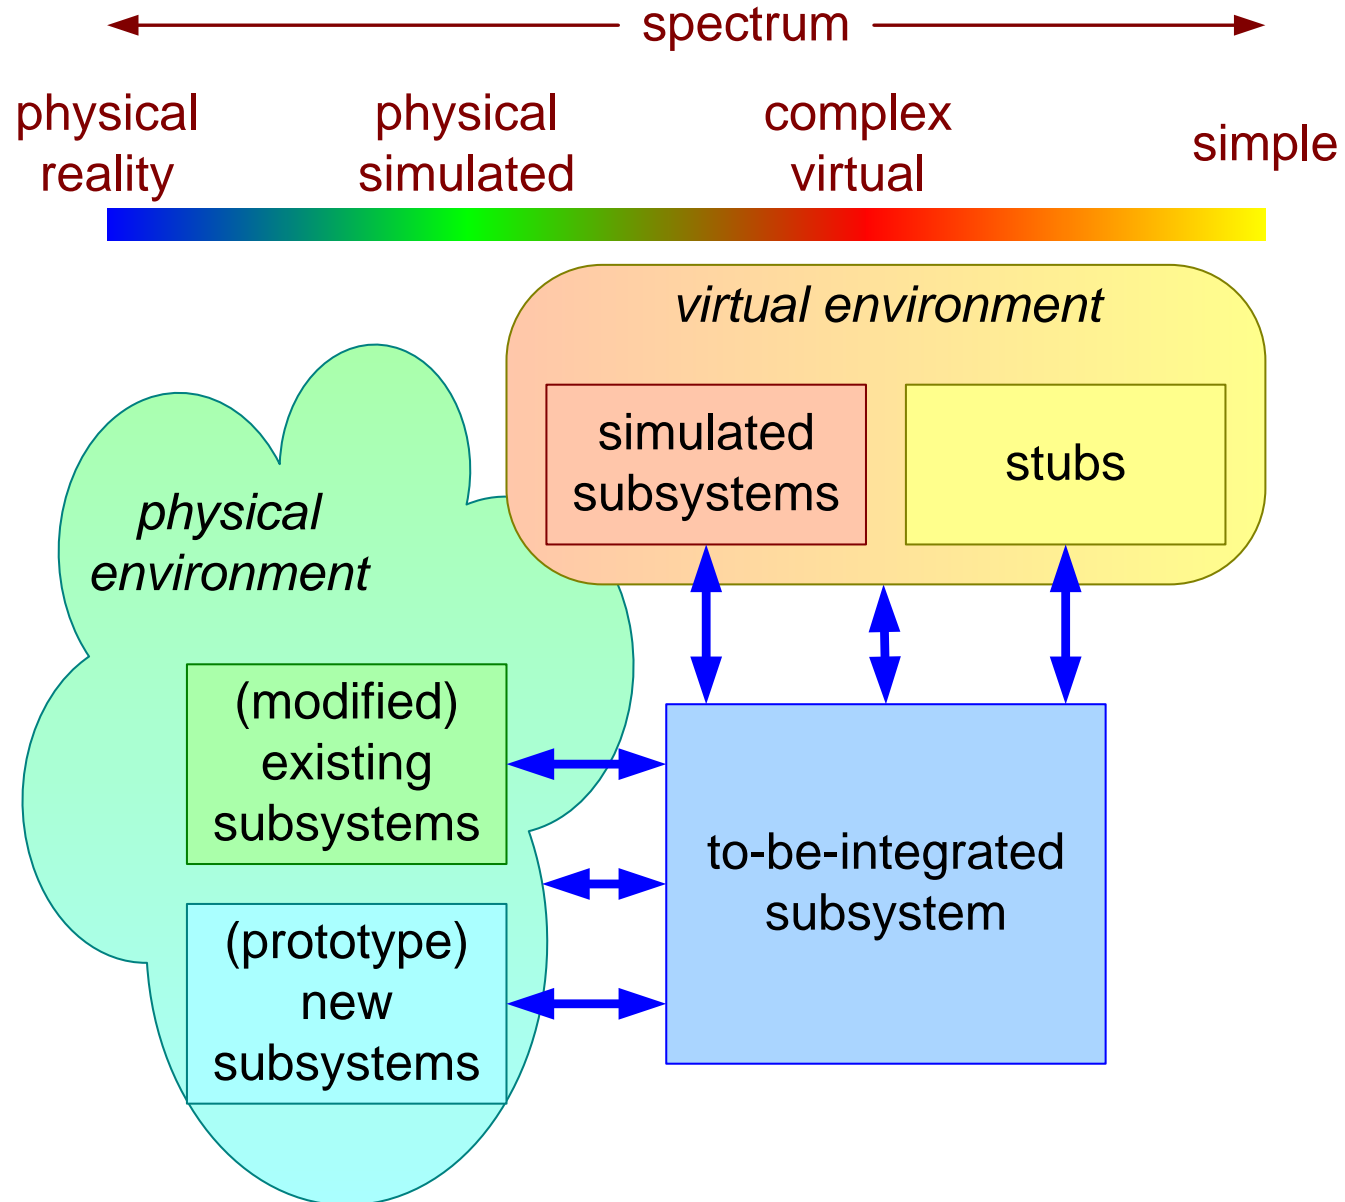 spectrum
physical
reality
physical
simulated
complex
virtual
simple
virtual environment
simulated
subsystems
stubs
physical
environment
(modified)
existing
subsystems
to-be-integrated
subsystem
(prototype)
new
subsystems